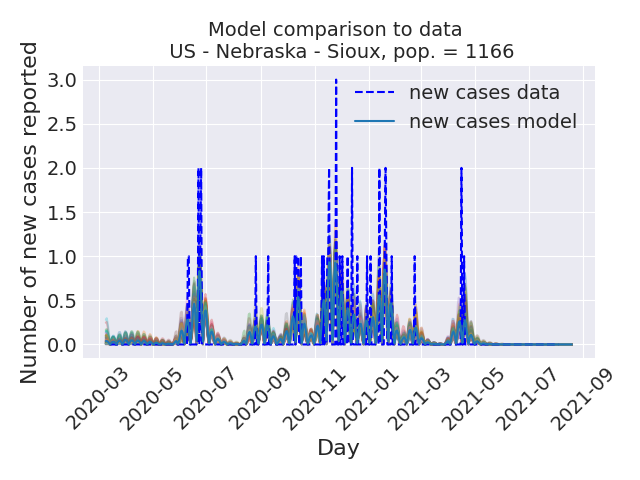 Model comparison to data
US - Nebraska - Sioux, pop. = 1166
Number of new cases reported
3.0
2.5
2.0
1.5
1.0
0.5
0.0
new cases data
new cases model
2020-03
2020-05
2020-07
2020-09
2020-11
2021-01
2021-03
2021-05
2021-07
2021-09
Day